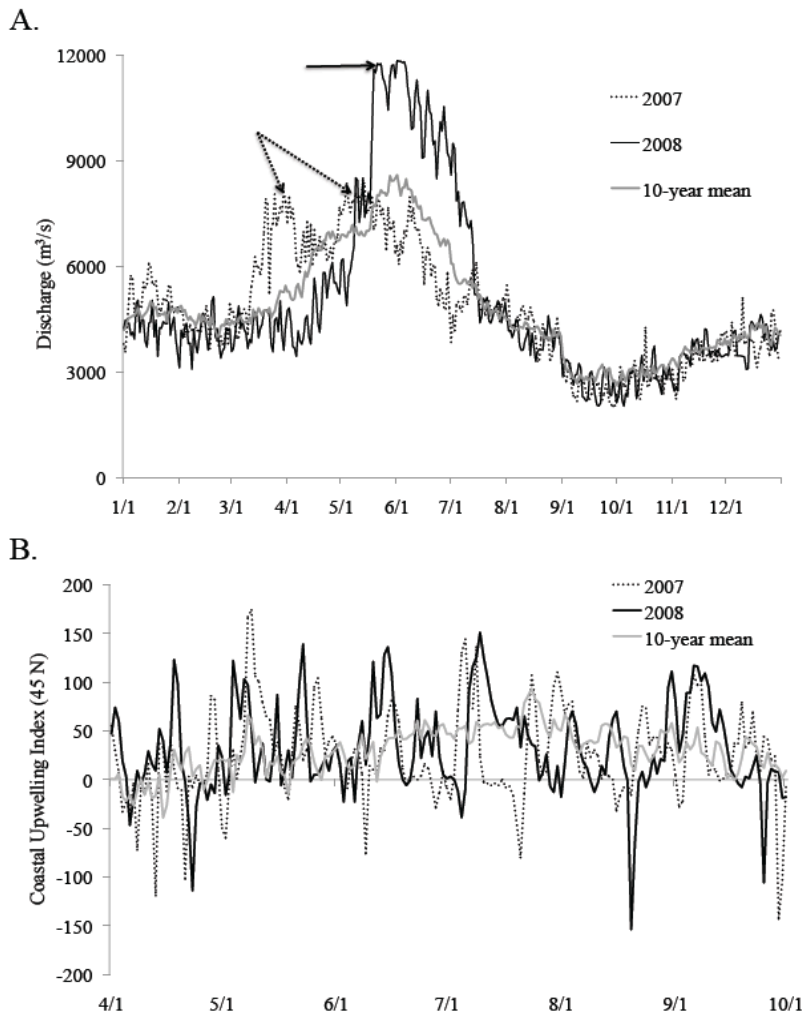 A.
12000
9000
6000
3000
0
Discharge (m³/s)
2007
2008
10-year mean
1/1 2/1 3/1 4/1 5/1 6/1 7/1 8/1 9/1 10/1 11/1 12/1
B.
200
150
100
50
0
-50
-100
-150
-200
Coastal Upwelling Index (45 N)
2007
2008
10-year mean
4/1 5/1 6/1 7/1 8/1 9/1 10/1